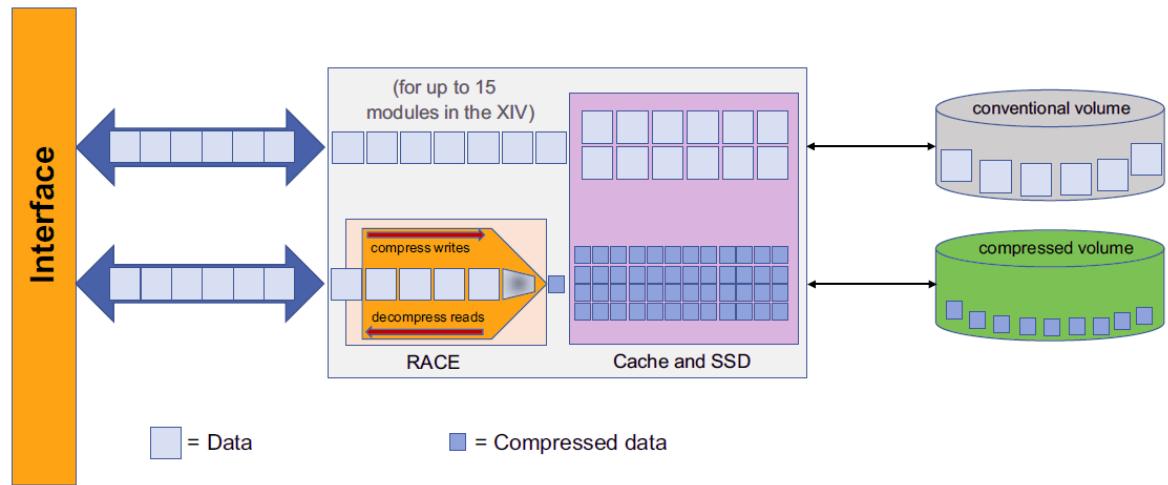 Interface
(for up to 15
modules in the XIV)
conventional volume
compress writes
decompress reads
compressed volume
RACE
Cache and SSD
= Data
= Compressed data